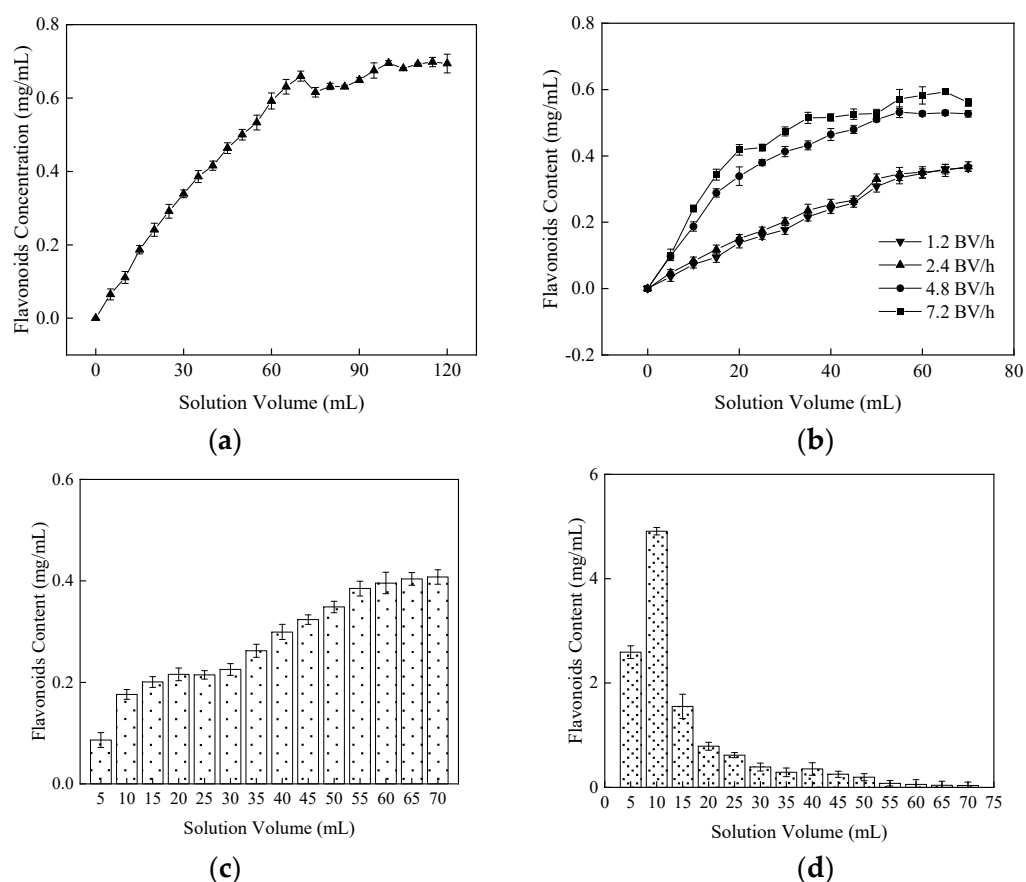 0.8
0.6
0.4
0.2
0.0
Flavonoids Concentration (mg/mL)
0 30 60 90 120
Solution Volume (mL)
(a)
0.8
0.6
0.4
0.2
0.0
-0.2
Flavonoids Content (mg/mL)
1.2 BV/h
2.4 BV/h
4.8 BV/h
7.2 BV/h
0 20 40 60 80
Solution Volume (mL)
(b)
0.6
0.4
0.2
0.0
Flavonoids Content (mg/mL)
5 10 15 20 25 30 35 40 45 50 55 60 65 70
Solution Volume (mL)
(c)
6
4
2
0
Flavonoids Content (mg/mL)
0 5 10 15 20 25 30 35 40 45 50 55 60 65 70 75
Solution Volume (mL)
(d)